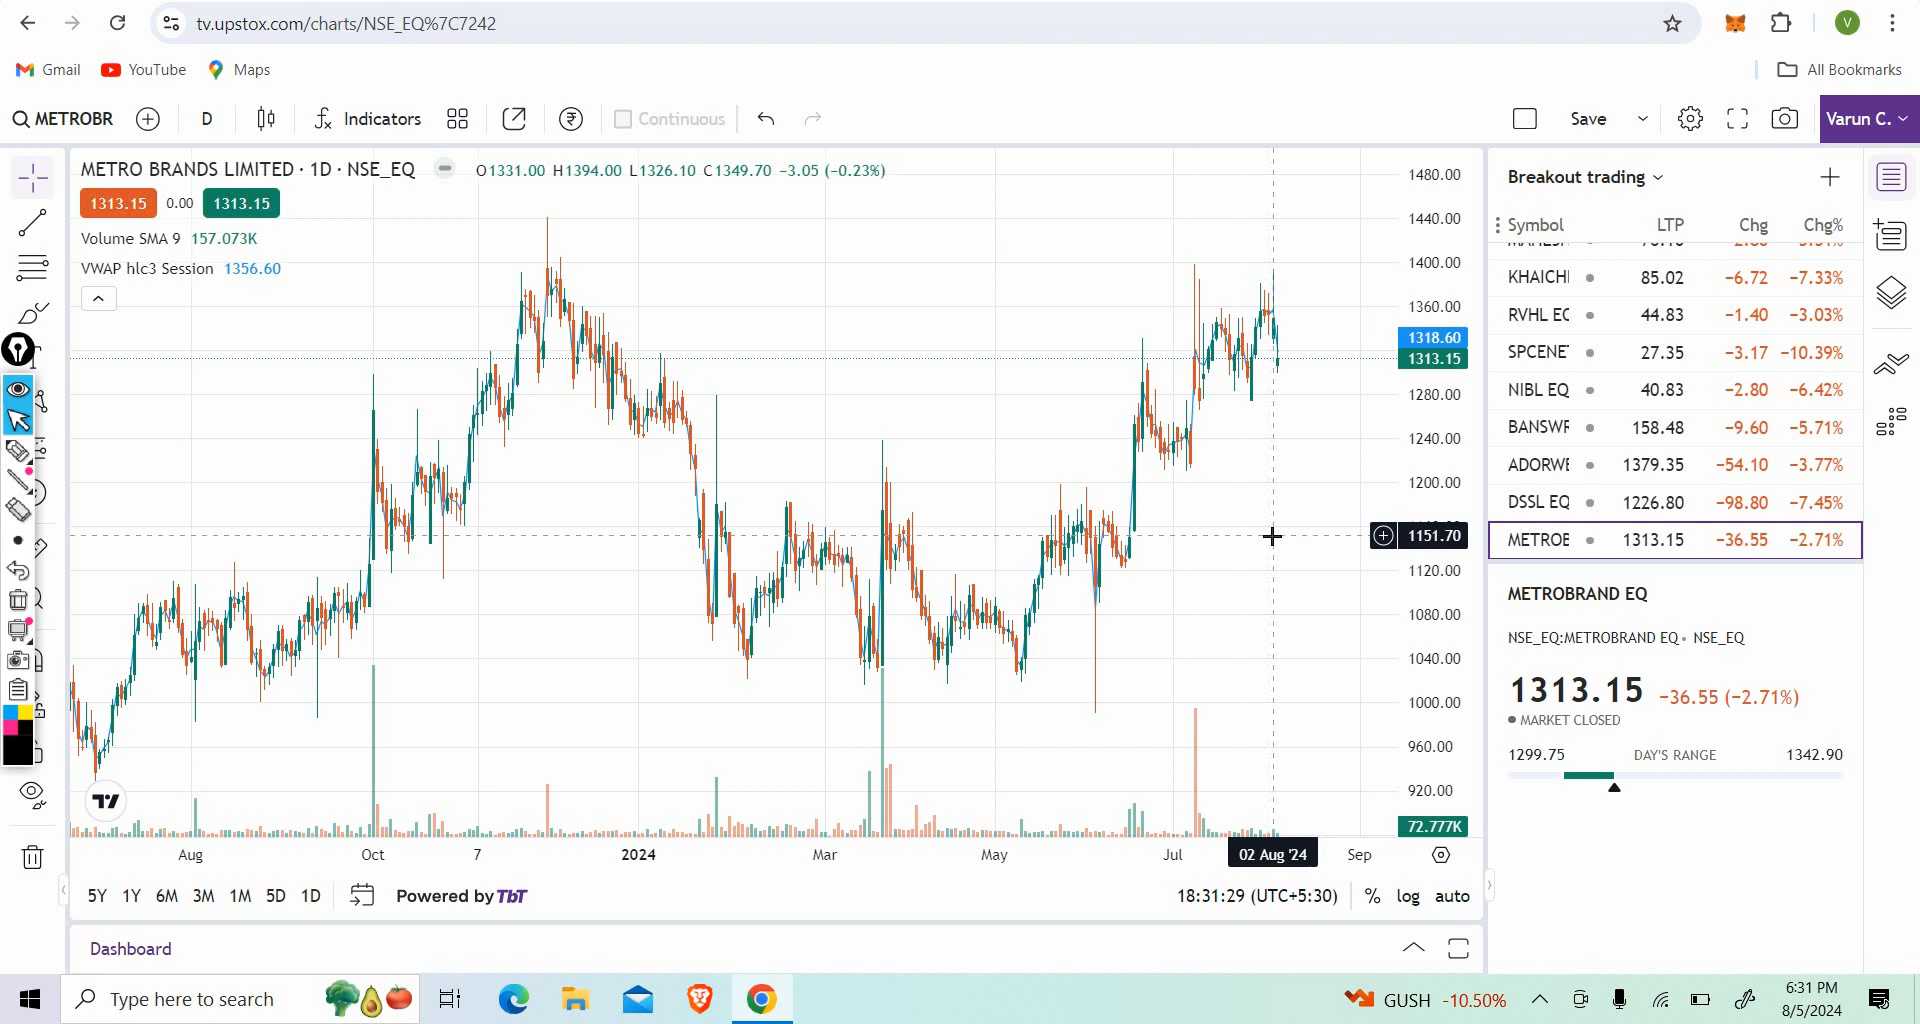 tv.upstox.com/charts/NSE_EQ%7C7242
V
Gmail YouTube Maps All Bookmarks
METROBR D Indicators Continuous Save Varun C.
METRO BRANDS LIMITED · 1D · NSE_EQ O1331.00 H1394.00 L1326.10 C1349.70 −3.05 (−0.23%)
1313.15 0.00 1313.15
Volume SMA 9 157.073K
VWAP hlc3 Session 1356.60
1480.00
1440.00
1400.00
1360.00
1318.60
1313.15
1280.00
1240.00
1200.00
1151.70
1120.00
1080.00
1040.00
1000.00
960.00
920.00
72.777K
Aug Oct 7 2024 Mar May Jul 02 Aug '24 Sep
5Y 1Y 6M 3M 1M 5D 1D Powered by TbT 18:31:29 (UTC+5:30) % log auto
Dashboard
Breakout trading
Symbol LTP Chg Chg%
KHAICHI 85.02 −6.72 −7.33%
RVHL EQ 44.83 −1.40 −3.03%
SPCENET 27.35 −3.17 −10.39%
NIBL EQ 40.83 −2.80 −6.42%
BANSWR 158.48 −9.60 −5.71%
ADORWE 1379.35 −54.10 −3.77%
DSSL EQ 1226.80 −98.80 −7.45%
METROB 1313.15 −36.55 −2.71%
METROBRAND EQ
NSE_EQ:METROBRAND EQ • NSE_EQ
1313.15 −36.55 (−2.71%)
MARKET CLOSED
1299.75 DAY'S RANGE 1342.90
Type here to search
GUSH -10.50%
6:31 PM
8/5/2024